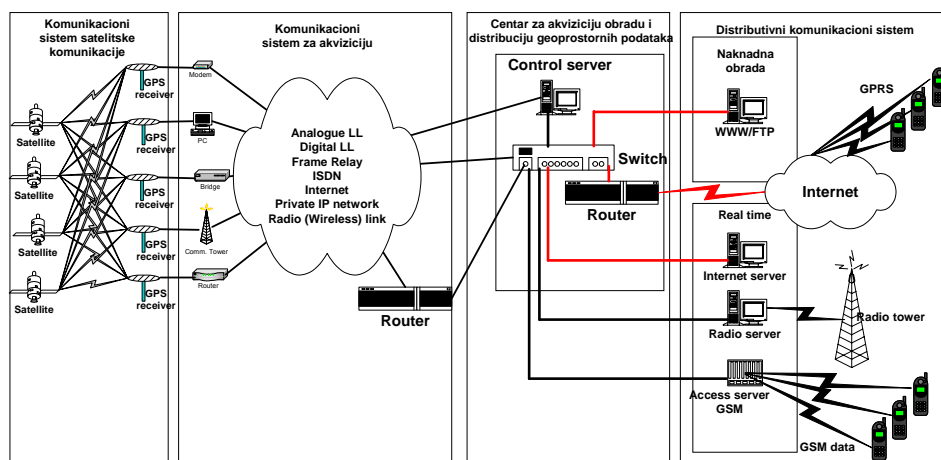 Komunikacioni
sistem satelitske
komunikacije
Satellite
Satellite
Satellite
Satellite
GPS
receiver
GPS
receiver
GPS
receiver
GPS
receiver
GPS
receiver
Komunikacioni
sistem za akviziciju
Modem
PC
Bridge
Comm. Tower
Router
Analogue LL
Digital LL
Frame Relay
ISDN
Internet
Private IP network
Radio (Wireless) link
Router
Centar za akviziciju obradu i
distribuciju geoprostornih podataka
Control server
Switch
Router
Distributivni komunikacioni sistem
Naknadna
obrada
WWW/FTP
GPRS
Internet
Real time
Internet server
Radio server
Radio tower
Access server
GSM
GSM data